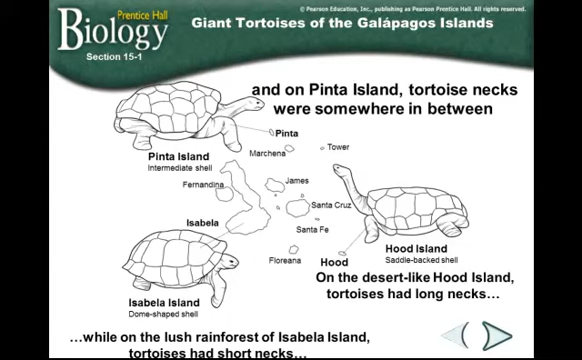 Prentice Hall
Biology
Section 15-1
© Pearson Education, Inc., publishing as Pearson Prentice Hall. All rights reserved.
Giant Tortoises of the Galápagos Islands
and on Pinta Island, tortoise necks
were somewhere in between
Pinta
Tower
Marchena
Pinta Island
Intermediate shell
Fernandina
James
Santa Cruz
Isabela
Santa Fe
Hood Island
Saddle-backed shell
Floreana
Hood
On the desert-like Hood Island,
tortoises had long necks…
Isabela Island
Dome-shaped shell
…while on the lush rainforest of Isabela Island,
tortoises had short necks…